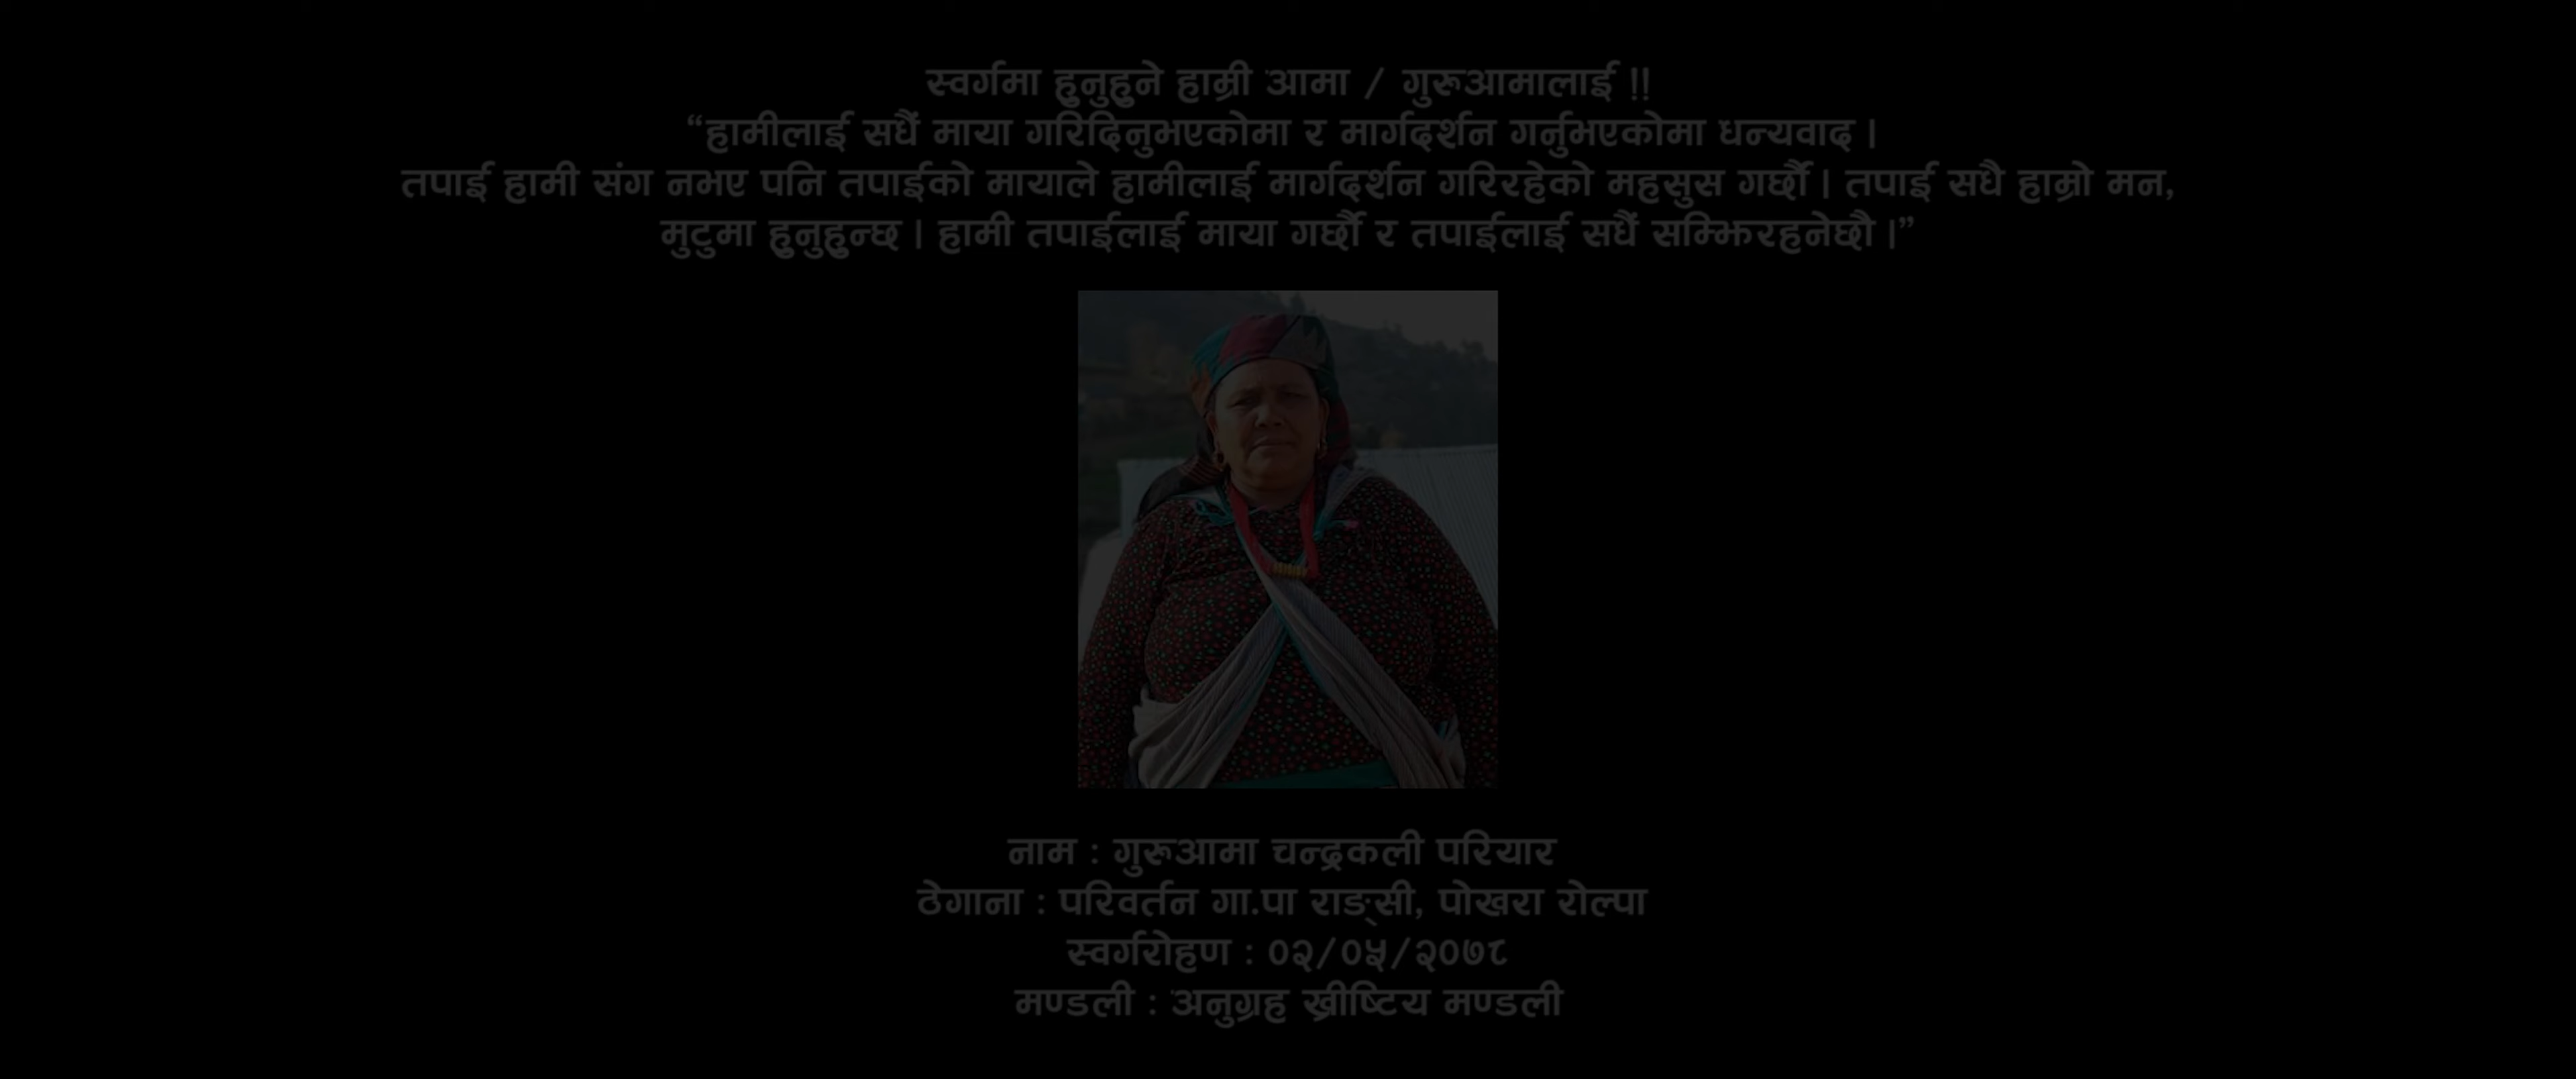 स्वर्गमा हुनुहुने हाम्री आमा / गुरूआमालाई !!
“हामीलाई सधैं माया गरिदिनुभएकोमा र मार्गदर्शन गर्नुभएकोमा धन्यवाद |
तपाई हामी संग नभए पनि तपाईको मायाले हामीलाई मार्गदर्शन गरिरहेको महसुस गर्छौं | तपाई सधै हाम्रो मन,
मुटुमा हुनुहुन्छ | हामी तपाईलाई माया गर्छौ र तपाईलाई सधैं सम्झिरहनेछौ |”
नाम : गुरूआमा चन्द्रकली परियार
ठेगाना : परिवर्तन गा.पा राङ्सी, पोखरा रोल्पा
स्वर्गरोहण : ०२/०५/२०७८
मण्डली : अनुग्रह ख्रीष्टिय मण्डली